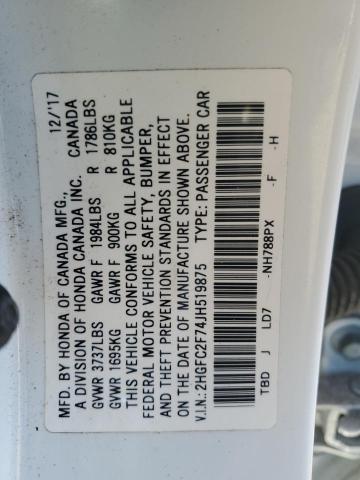 MFD. BY HONDA OF CANADA MFG., 12/'17
A DIVISION OF HONDA CANADA INC. CANADA
GVWR 3737LBS GAWR F 1984LBS R 1786LBS
GVWR 1695KG GAWR F 900KG R 810KG
THIS VEHICLE CONFORMS TO ALL APPLICABLE
FEDERAL MOTOR VEHICLE SAFETY, BUMPER,
AND THEFT PREVENTION STANDARDS IN EFFECT
ON THE DATE OF MANUFACTURE SHOWN ABOVE.
V.I.N.: 2HGFC2F74JH519875 TYPE: PASSENGER CAR
TBD J LD7 -NH788PX -F -H